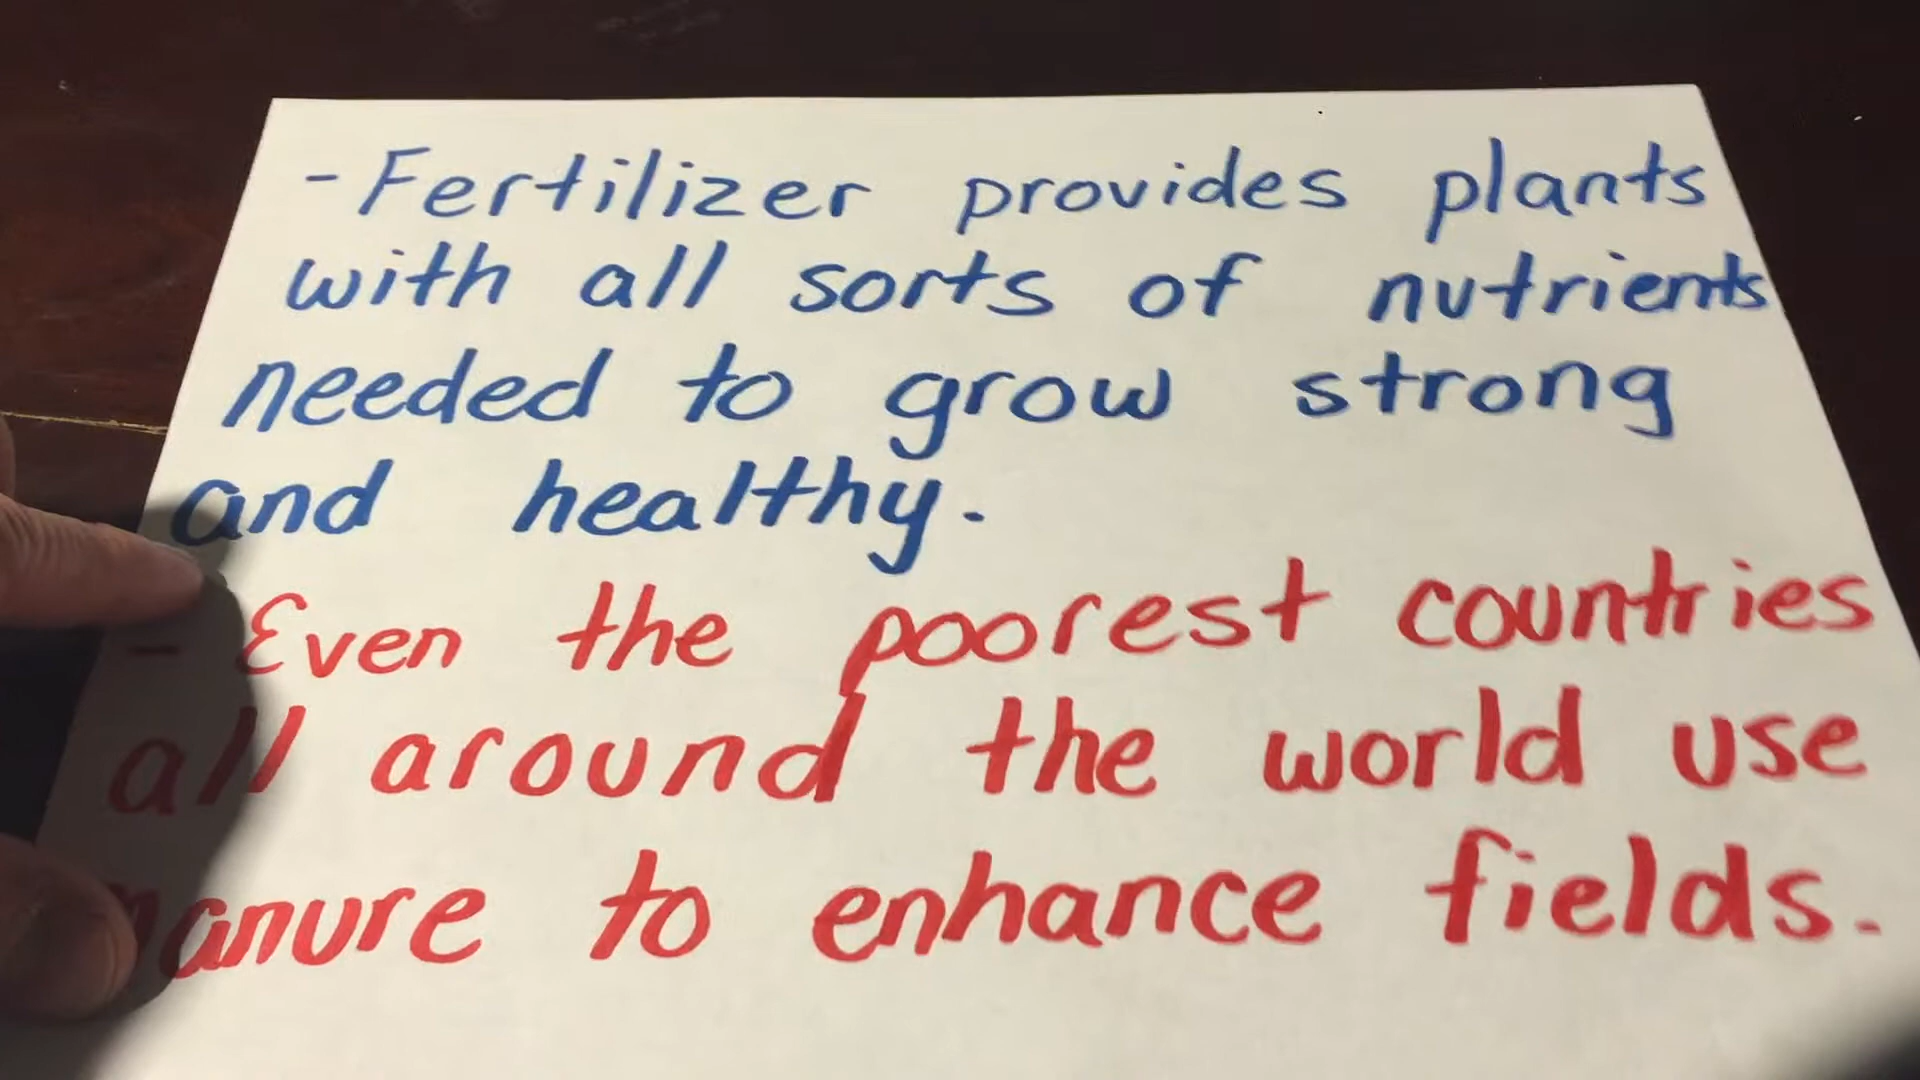 - Fertilizer provides plants
with all sorts of nutrients
needed to grow strong
and healthy.
- Even the poorest countries
all around the world use
manure to enhance fields.